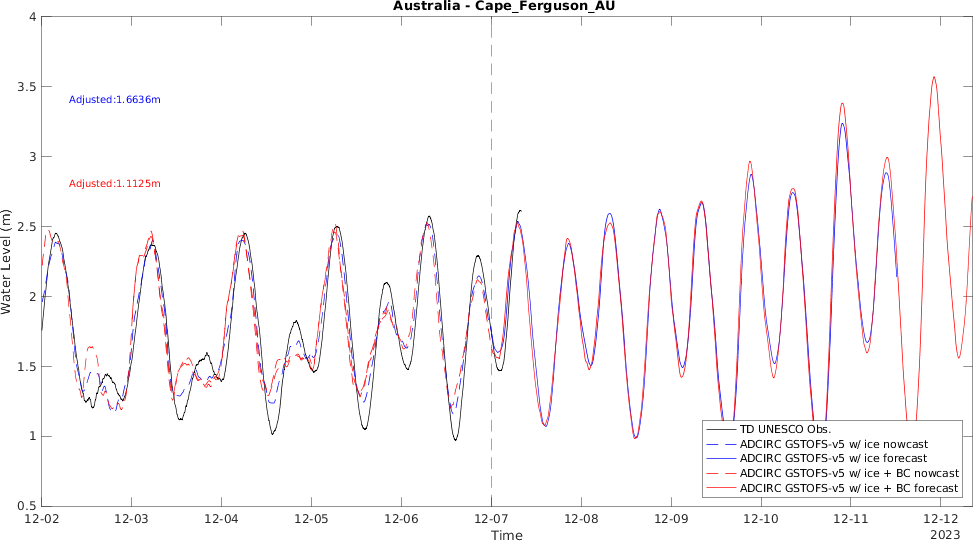 Australia - Cape_Ferguson_AU
4
3.5
3
2.5
2
1.5
1
0.5
Water Level (m)
Adjusted:1.6636m
Adjusted:1.1125m
TD UNESCO Obs.
ADCIRC GSTOFS-v5 w/ ice nowcast
ADCIRC GSTOFS-v5 w/ ice forecast
ADCIRC GSTOFS-v5 w/ ice + BC nowcast
ADCIRC GSTOFS-v5 w/ ice + BC forecast
12-02 12-03 12-04 12-05 12-06 12-07 12-08 12-09 12-10 12-11 12-12
2023
Time